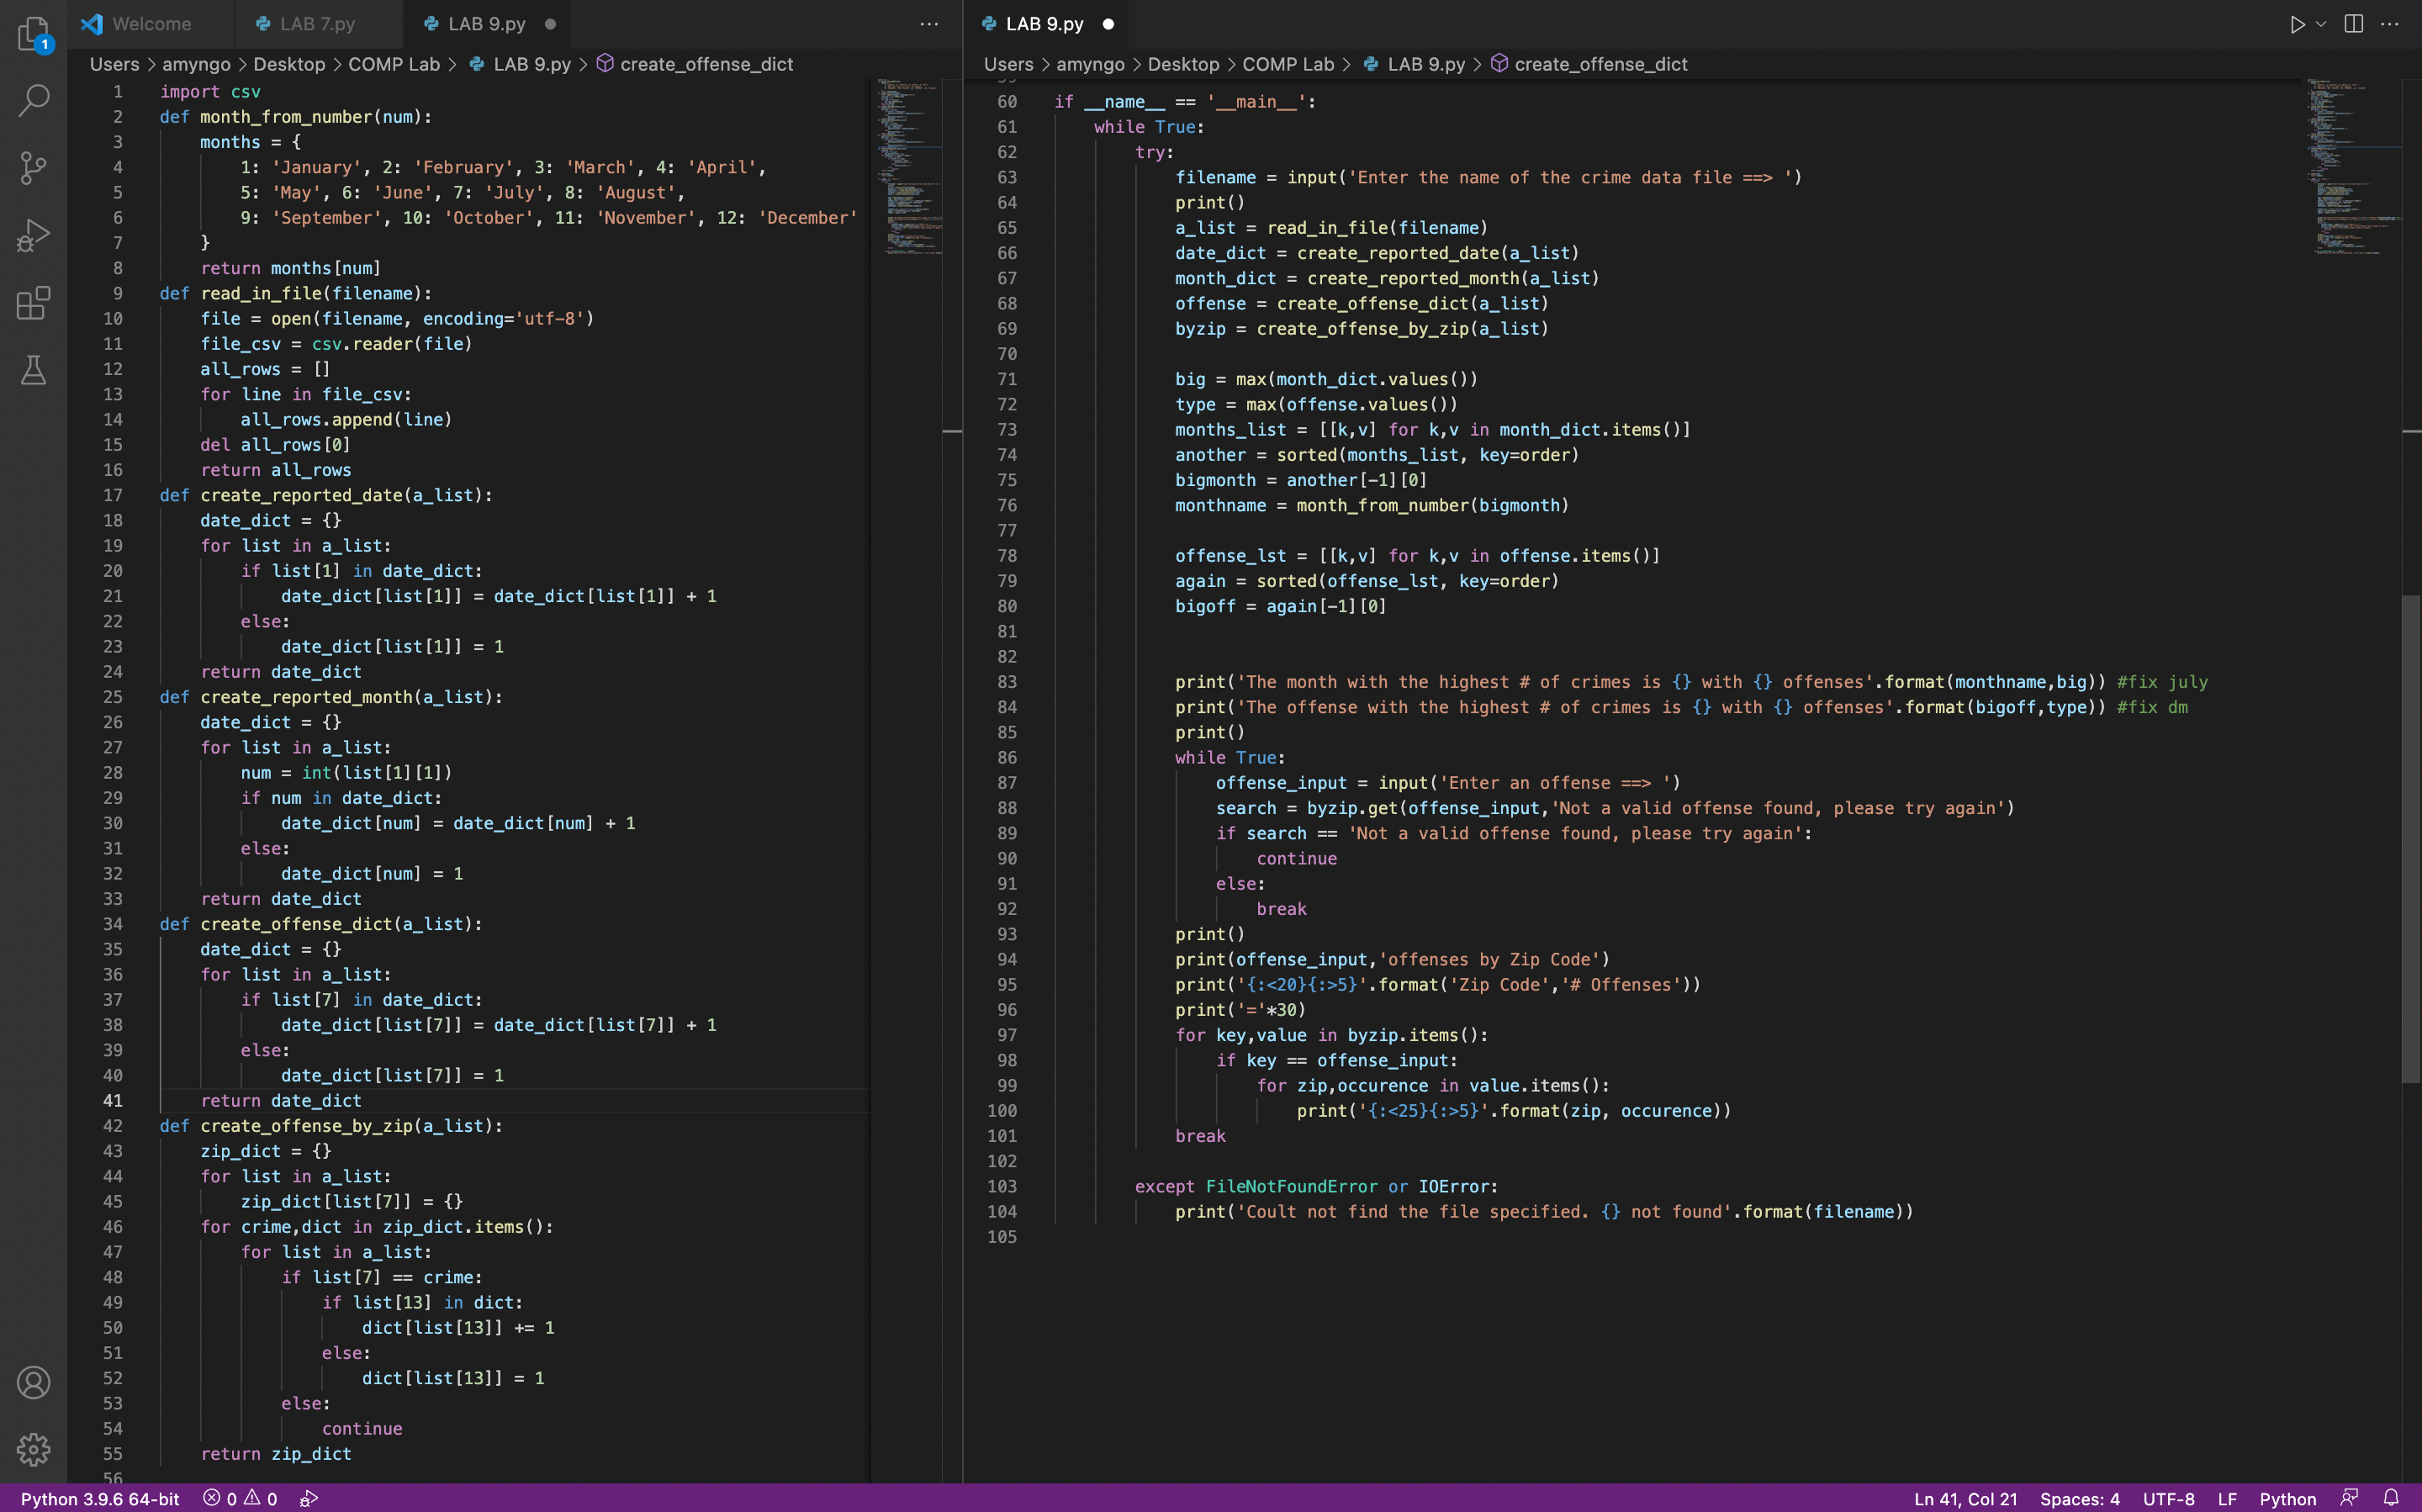 Welcome
LAB 7.py
LAB 9.py
1
Users > amyngo > Desktop > COMP Lab > LAB 9.py > create_offense_dict
1 import csv
2 def month_from_number(num):
3     months = {
4         1: 'January', 2: 'February', 3: 'March', 4: 'April',
5         5: 'May', 6: 'June', 7: 'July', 8: 'August',
6         9: 'September', 10: 'October', 11: 'November', 12: 'December'
7     }
8     return months[num]
9 def read_in_file(filename):
10     file = open(filename, encoding='utf-8')
11     file_csv = csv.reader(file)
12     all_rows = []
13     for line in file_csv:
14         all_rows.append(line)
15     del all_rows[0]
16     return all_rows
17 def create_reported_date(a_list):
18     date_dict = {}
19     for list in a_list:
20         if list[1] in date_dict:
21             date_dict[list[1]] = date_dict[list[1]] + 1
22         else:
23             date_dict[list[1]] = 1
24     return date_dict
25 def create_reported_month(a_list):
26     date_dict = {}
27     for list in a_list:
28         num = int(list[1][1])
29         if num in date_dict:
30             date_dict[num] = date_dict[num] + 1
31         else:
32             date_dict[num] = 1
33     return date_dict
34 def create_offense_dict(a_list):
35     date_dict = {}
36     for list in a_list:
37         if list[7] in date_dict:
38             date_dict[list[7]] = date_dict[list[7]] + 1
39         else:
40             date_dict[list[7]] = 1
41     return date_dict
42 def create_offense_by_zip(a_list):
43     zip_dict = {}
44     for list in a_list:
45         zip_dict[list[7]] = {}
46     for crime,dict in zip_dict.items():
47         for list in a_list:
48             if list[7] == crime:
49                 if list[13] in dict:
50                     dict[list[13]] += 1
51                 else:
52                     dict[list[13]] = 1
53             else:
54                 continue
55     return zip_dict
56
LAB 9.py
Users > amyngo > Desktop > COMP Lab > LAB 9.py > create_offense_dict
59
60 if __name__ == '__main__':
61     while True:
62         try:
63             filename = input('Enter the name of the crime data file ==> ')
64             print()
65             a_list = read_in_file(filename)
66             date_dict = create_reported_date(a_list)
67             month_dict = create_reported_month(a_list)
68             offense = create_offense_dict(a_list)
69             byzip = create_offense_by_zip(a_list)
70
71             big = max(month_dict.values())
72             type = max(offense.values())
73             months_list = [[k,v] for k,v in month_dict.items()]
74             another = sorted(months_list, key=order)
75             bigmonth = another[-1][0]
76             monthname = month_from_number(bigmonth)
77
78             offense_lst = [[k,v] for k,v in offense.items()]
79             again = sorted(offense_lst, key=order)
80             bigoff = again[-1][0]
81
82
83             print('The month with the highest # of crimes is {} with {} offenses'.format(monthname,big)) #fix july
84             print('The offense with the highest # of crimes is {} with {} offenses'.format(bigoff,type)) #fix dm
85             print()
86             while True:
87                 offense_input = input('Enter an offense ==> ')
88                 search = byzip.get(offense_input,'Not a valid offense found, please try again')
89                 if search == 'Not a valid offense found, please try again':
90                     continue
91                 else:
92                     break
93             print()
94             print(offense_input,'offenses by Zip Code')
95             print('{:<20}{:>5}'.format('Zip Code','# Offenses'))
96             print('='*30)
97             for key,value in byzip.items():
98                 if key == offense_input:
99                     for zip,occurence in value.items():
100                         print('{:<25}{:>5}'.format(zip, occurence))
101             break
102
103         except FileNotFoundError or IOError:
104             print('Coult not find the file specified. {} not found'.format(filename))
105
Python 3.9.6 64-bit 0 0 Ln 41, Col 21 Spaces: 4 UTF-8 LF Python